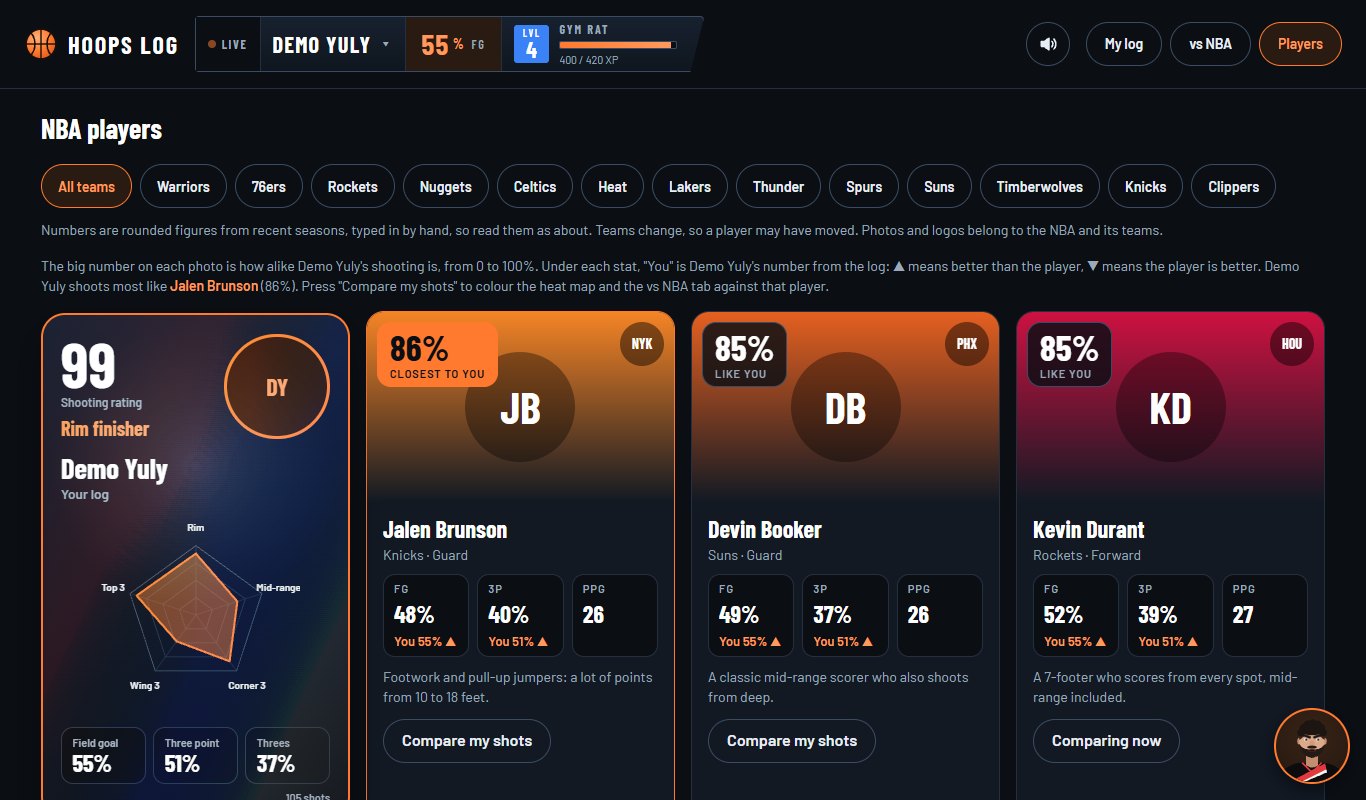 HOOPS LOG
LIVE
DEMO YULY
55% FG
LVL 4
GYM RAT
400 / 420 XP
My log
vs NBA
Players
NBA players
All teams
Warriors
76ers
Rockets
Nuggets
Celtics
Heat
Lakers
Thunder
Spurs
Suns
Timberwolves
Knicks
Clippers
Numbers are rounded figures from recent seasons, typed in by hand, so read them as about. Teams change, so a player may have moved. Photos and logos belong to the NBA and its teams.
The big number on each photo is how alike Demo Yuly's shooting is, from 0 to 100%. Under each stat, "You" is Demo Yuly's number from the log: ▲ means better than the player, ▼ means the player is better. Demo
Yuly shoots most like Jalen Brunson (86%). Press "Compare my shots" to colour the heat map and the vs NBA tab against that player.
99
Shooting rating
Rim finisher
DY
Demo Yuly
Your log
Rim
Top 3
Mid-range
Wing 3
Corner 3
Field goal
55%
Three point
51%
Threes
37%
105 shots
86%
CLOSEST TO YOU
NYK
JB
Jalen Brunson
Knicks · Guard
FG
48%
You 55% ▲
3P
40%
You 51% ▲
PPG
26
Footwork and pull-up jumpers: a lot of points
from 10 to 18 feet.
Compare my shots
85%
LIKE YOU
PHX
DB
Devin Booker
Suns · Guard
FG
49%
You 55% ▲
3P
37%
You 51% ▲
PPG
26
A classic mid-range scorer who also shoots
from deep.
Compare my shots
85%
LIKE YOU
HOU
KD
Kevin Durant
Rockets · Forward
FG
52%
You 55% ▲
3P
39%
You 51% ▲
PPG
27
A 7-footer who scores from every spot, mid-
range included.
Comparing now